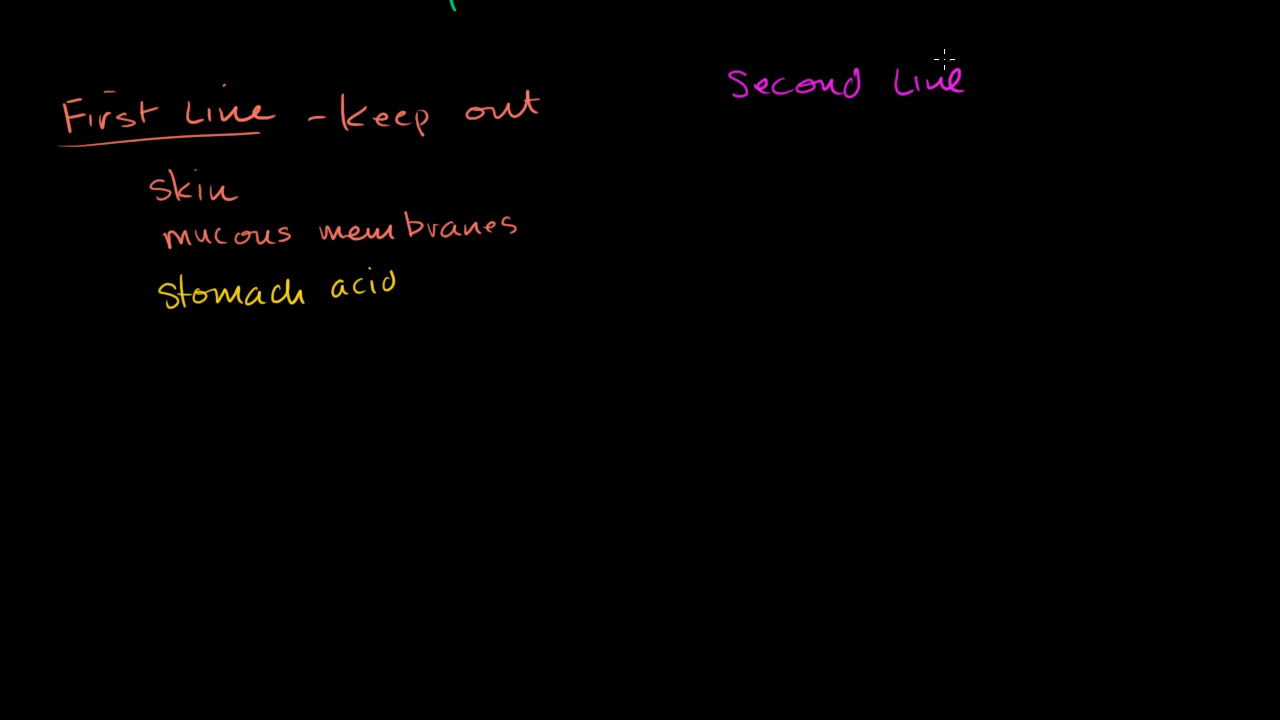 First Line - Keep out
skin
mucous membranes
stomach acid
Second Line